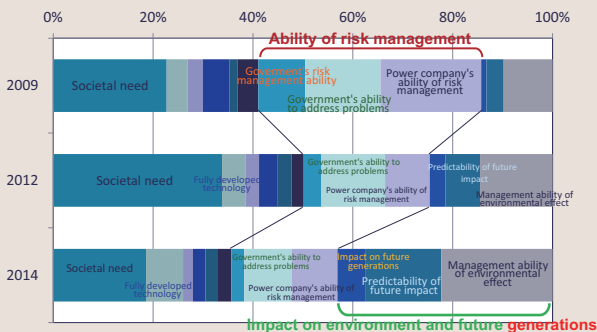 0% 20% 40% 60% 80% 100%
Ability of risk management
2009
Societal need
Government's risk
management ability
Government's ability
to address problems
Power company's
ability of risk
management
2012
Societal need
Fully developed
technology
Government's ability to
address problems
Power company's ability of
risk management
Predictability of future
impact
Management ability of
environmental effect
2014
Societal need
Fully developed
technology
Government's ability to
address problems
Power company's ability of
risk management
Impact on future
generations
Predictability of
future impact
Management ability
of environmental
effect
Impact on environment and future generations